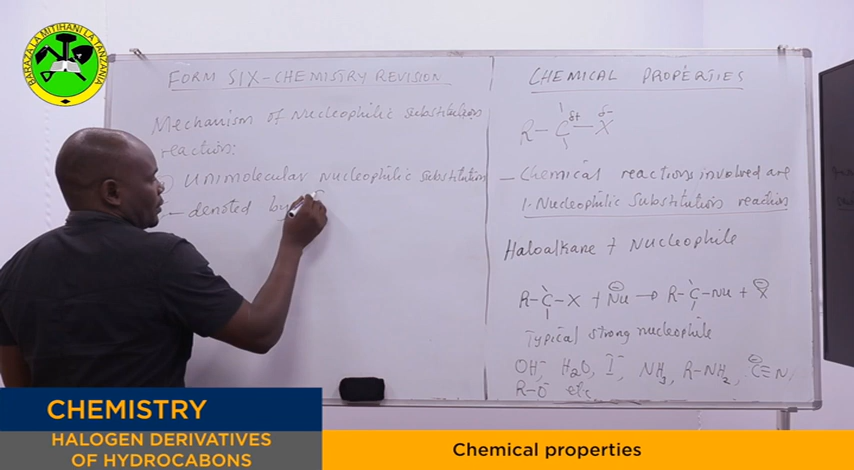 BARAZA LA MITIHANI LA TANZANIA
FORM SIX-CHEMISTRY REVISION
Mechanism of Nucleophilic substitution
reaction:
Unimolecular Nucleophilic substitution
- denoted by S
CHEMICAL PROPERTIES
R-C-X
δ+ δ-
- Chemical reactions involved are
1. Nucleophilic Substitution reaction
Haloalkane + Nucleophile
R-C-X + Nu⊖ → R-C-Nu + X⊖
Typical strong nucleophile
OH⁻, H2O, I⁻, NH3, R-NH2, ⊖C≡N,
R-O⁻ etc
CHEMISTRY
HALOGEN DERIVATIVES
OF HYDROCABONS
Chemical properties